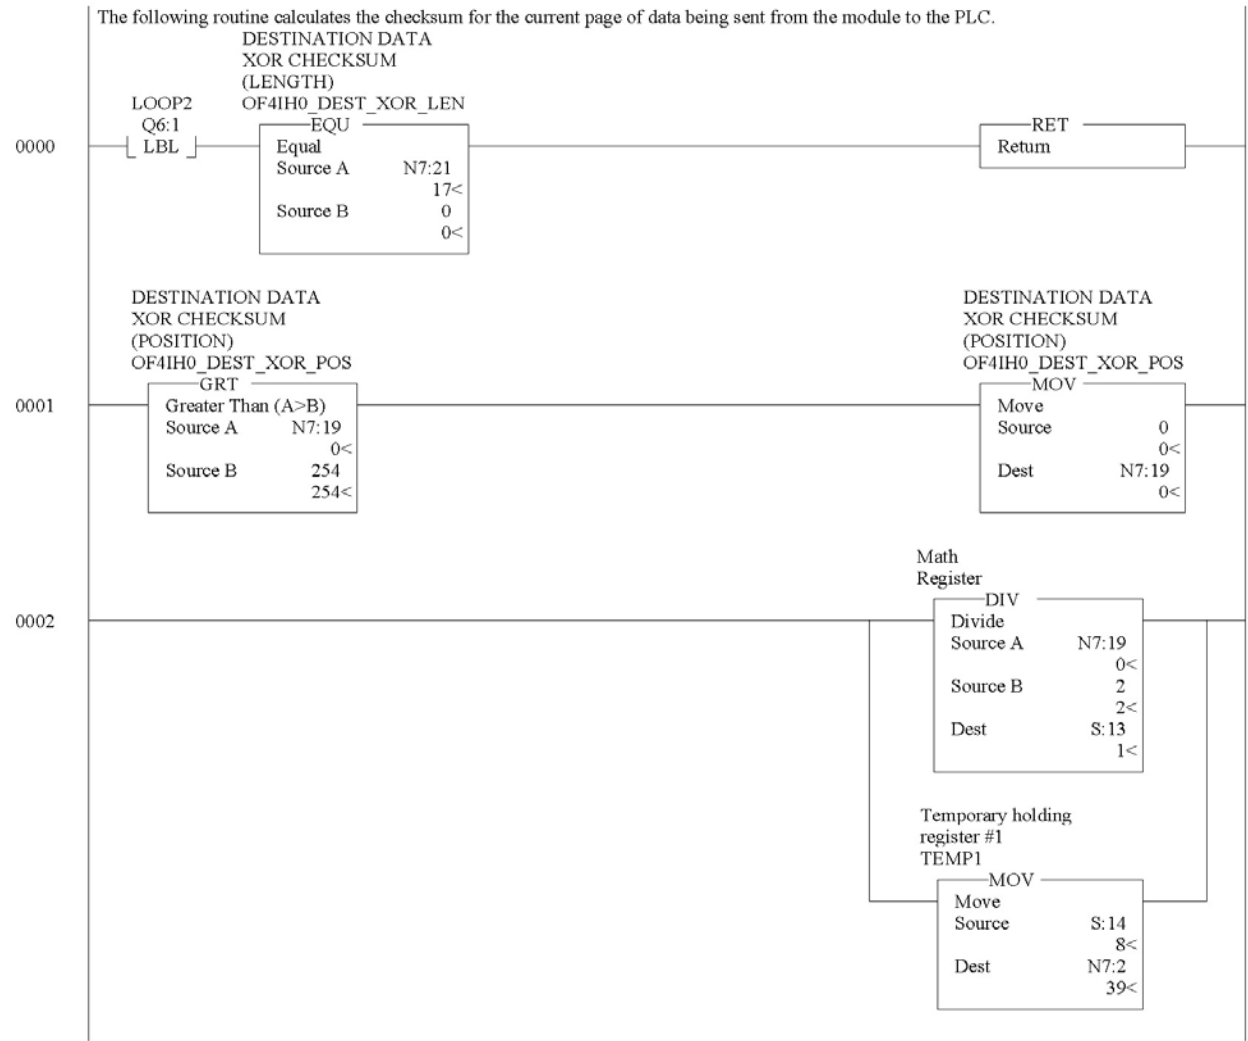 The following routine calculates the checksum for the current page of data being sent from the module to the PLC.
DESTINATION DATA
XOR CHECKSUM
(LENGTH)
LOOP2 OF4IH0_DEST_XOR_LEN
Q6:1 EQU RET
0000 LBL Equal Return
Source A N7:21
17<
Source B 0
0<
DESTINATION DATA DESTINATION DATA
XOR CHECKSUM XOR CHECKSUM
(POSITION) (POSITION)
OF4IH0_DEST_XOR_POS OF4IH0_DEST_XOR_POS
GRT MOV
0001 Greater Than (A>B) Move
Source A N7:19 Source 0
0< 0<
Source B 254 Dest N7:19
254< 0<
Math
Register
DIV
0002 Divide
Source A N7:19
0<
Source B 2
2<
Dest S:13
1<
Temporary holding
register #1
TEMP1
MOV
Move
Source S:14
8<
Dest N7:2
39<